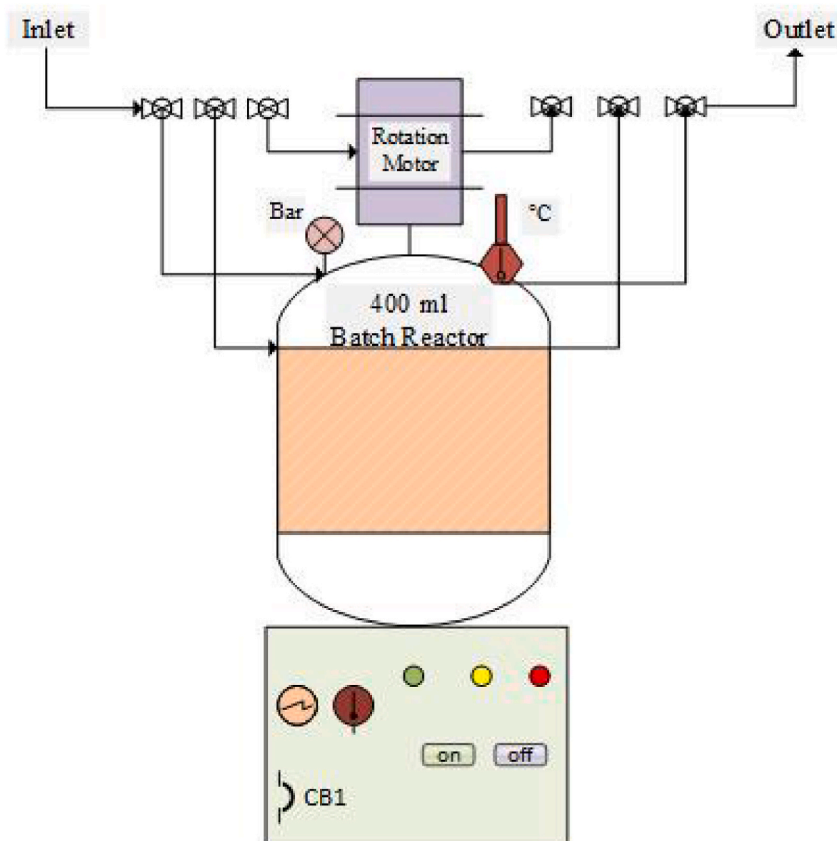 Inlet
Outlet
Rotation
Motor
Bar
°C
400 ml
Batch Reactor
on
off
CB1